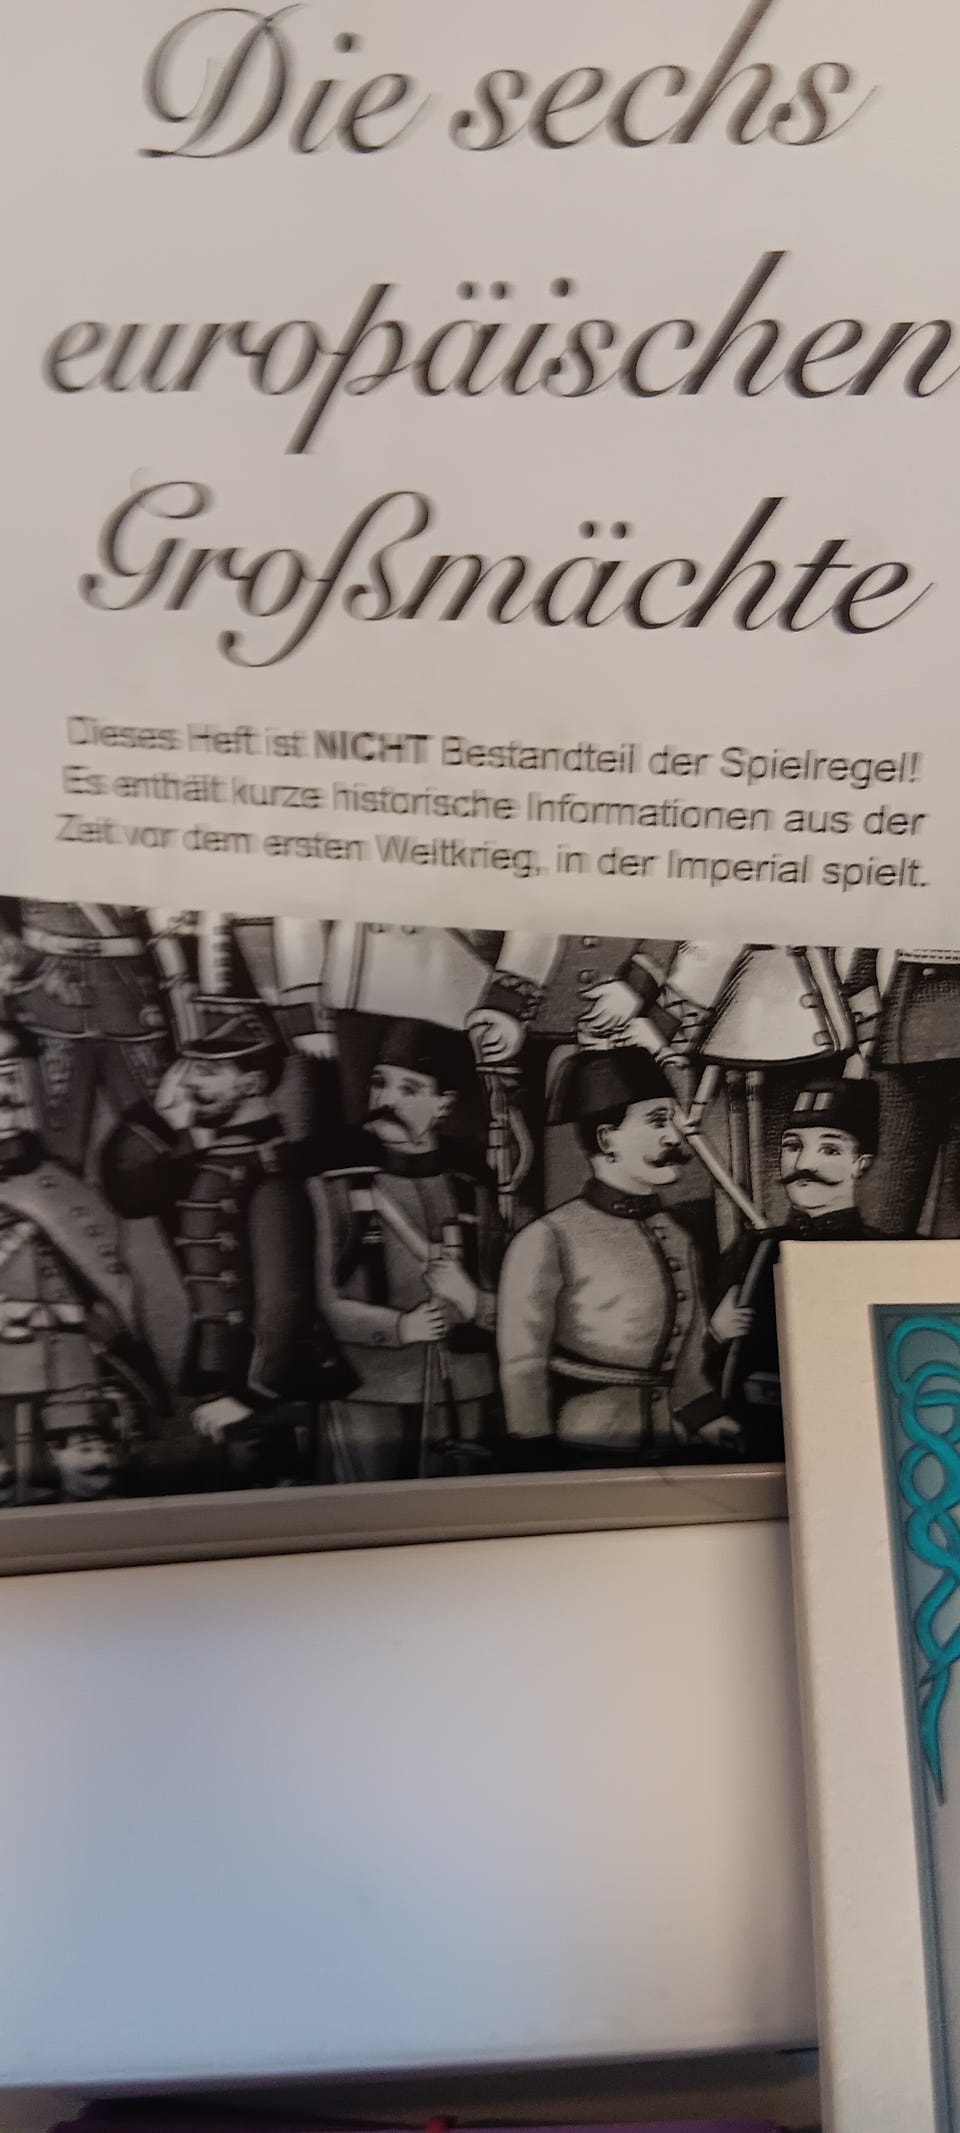 Die sechs
europäischen
Großmächte
Dieses Heft ist NICHT Bestandteil der Spielregel!
Es enthält kurze historische Informationen aus der
Zeit vor dem ersten Weltkrieg, in der Imperial spielt.